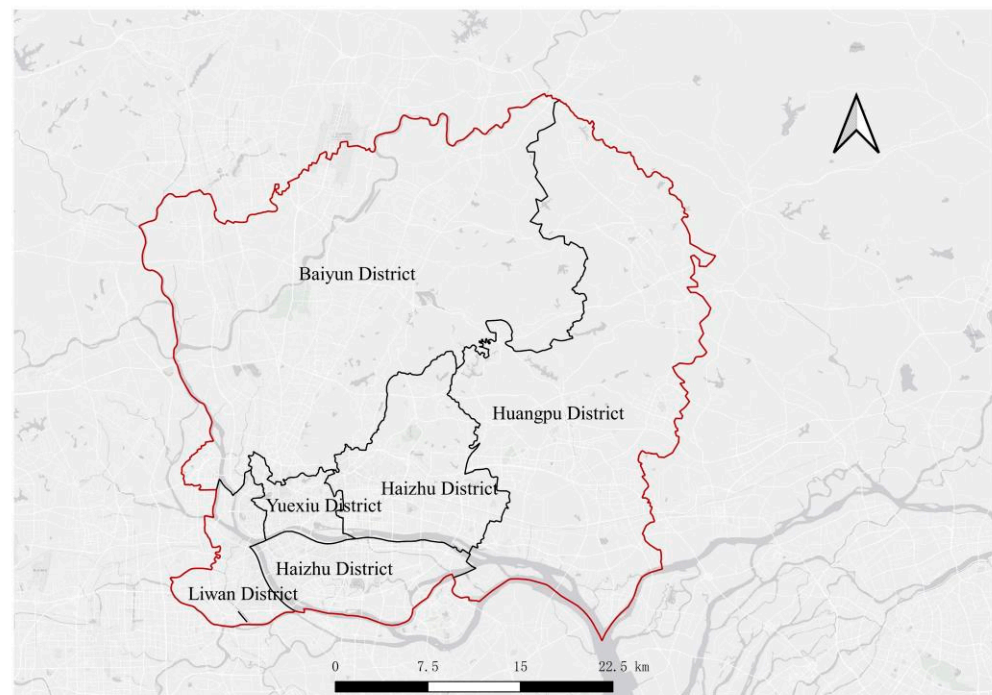 Baiyun District
Huangpu District
Haizhu District
Yuexiu District
Haizhu District
Liwan District
0 7.5 15 22.5 km